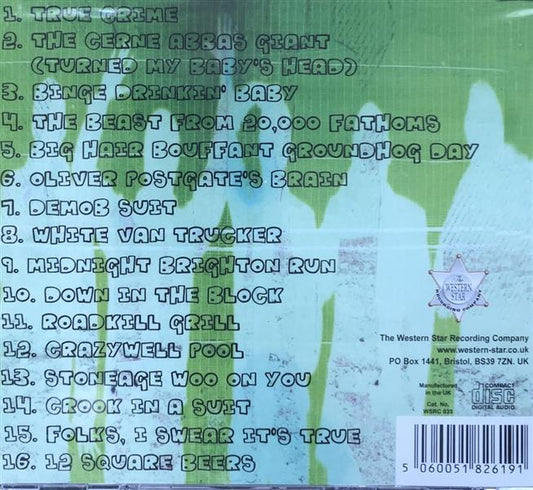 1. TRUE CRIME
2. THE CERNE ABBAS GIANT
(TURNED MY BABY'S HEAD)
3. BINGE DRINKIN' BABY
4. THE BEAST FROM 20,000 FATHOMS
5. BIG HAIR BOUFFANT GROUNDHOG DAY
6. OLIVER POSTGATE'S BRAIN
7. DEMOB SUIT
8. WHITE VAN TRUCKER
9. MIDNIGHT BRIGHTON RUN
10. DOWN IN THE BLOCK
11. ROADKILL GRILL
12. CRAZYWELL POOL
13. STONEAGE WOO ON YOU
14. CROOK IN A SUIT
15. FOLKS, I SWEAR IT'S TRUE
16. 12 SQUARE BEERS
The
WESTERN
STAR
RECORDING COMPANY
The Western Star Recording Company
www.western-star.co.uk
PO Box 1441, Bristol, BS39 7ZN. UK
Manufactured
in the UK
Cat. No.
WSRC 033
COMPACT
disc
DIGITAL AUDIO
5 060051 826191 >